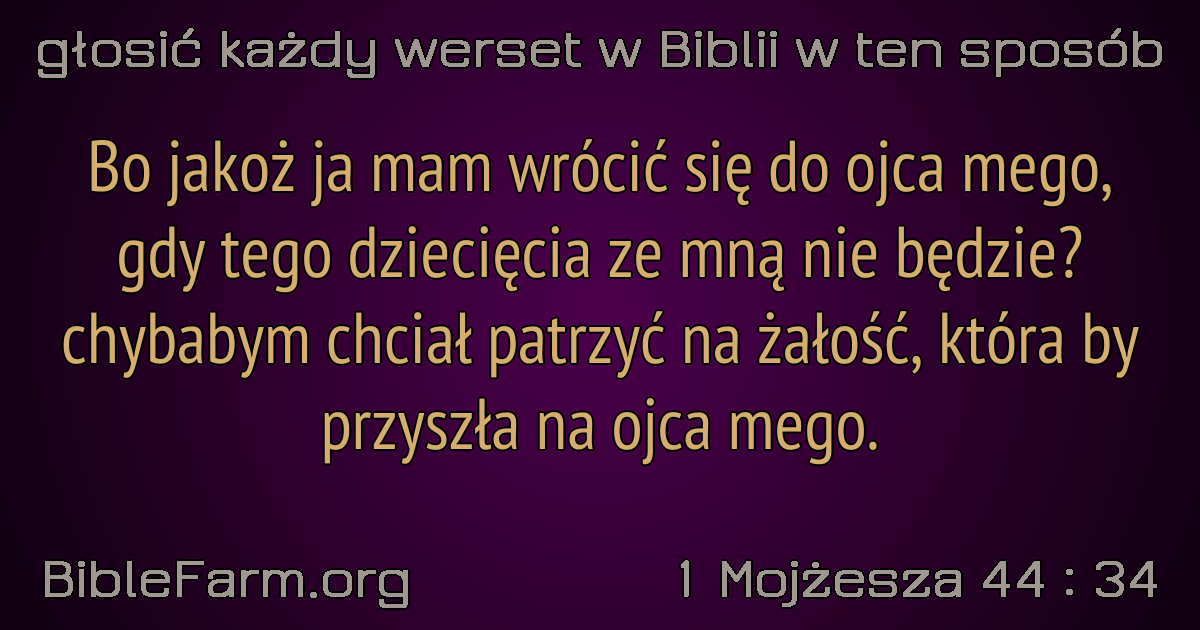 głosić każdy werset w Biblii w ten sposób
Bo jakoż ja mam wrócić się do ojca mego,
gdy tego dziecięcia ze mną nie będzie?
chybabym chciał patrzyć na żałość, która by
przyszła na ojca mego.
BibleFarm.org
1 Mojżesza 44 : 34